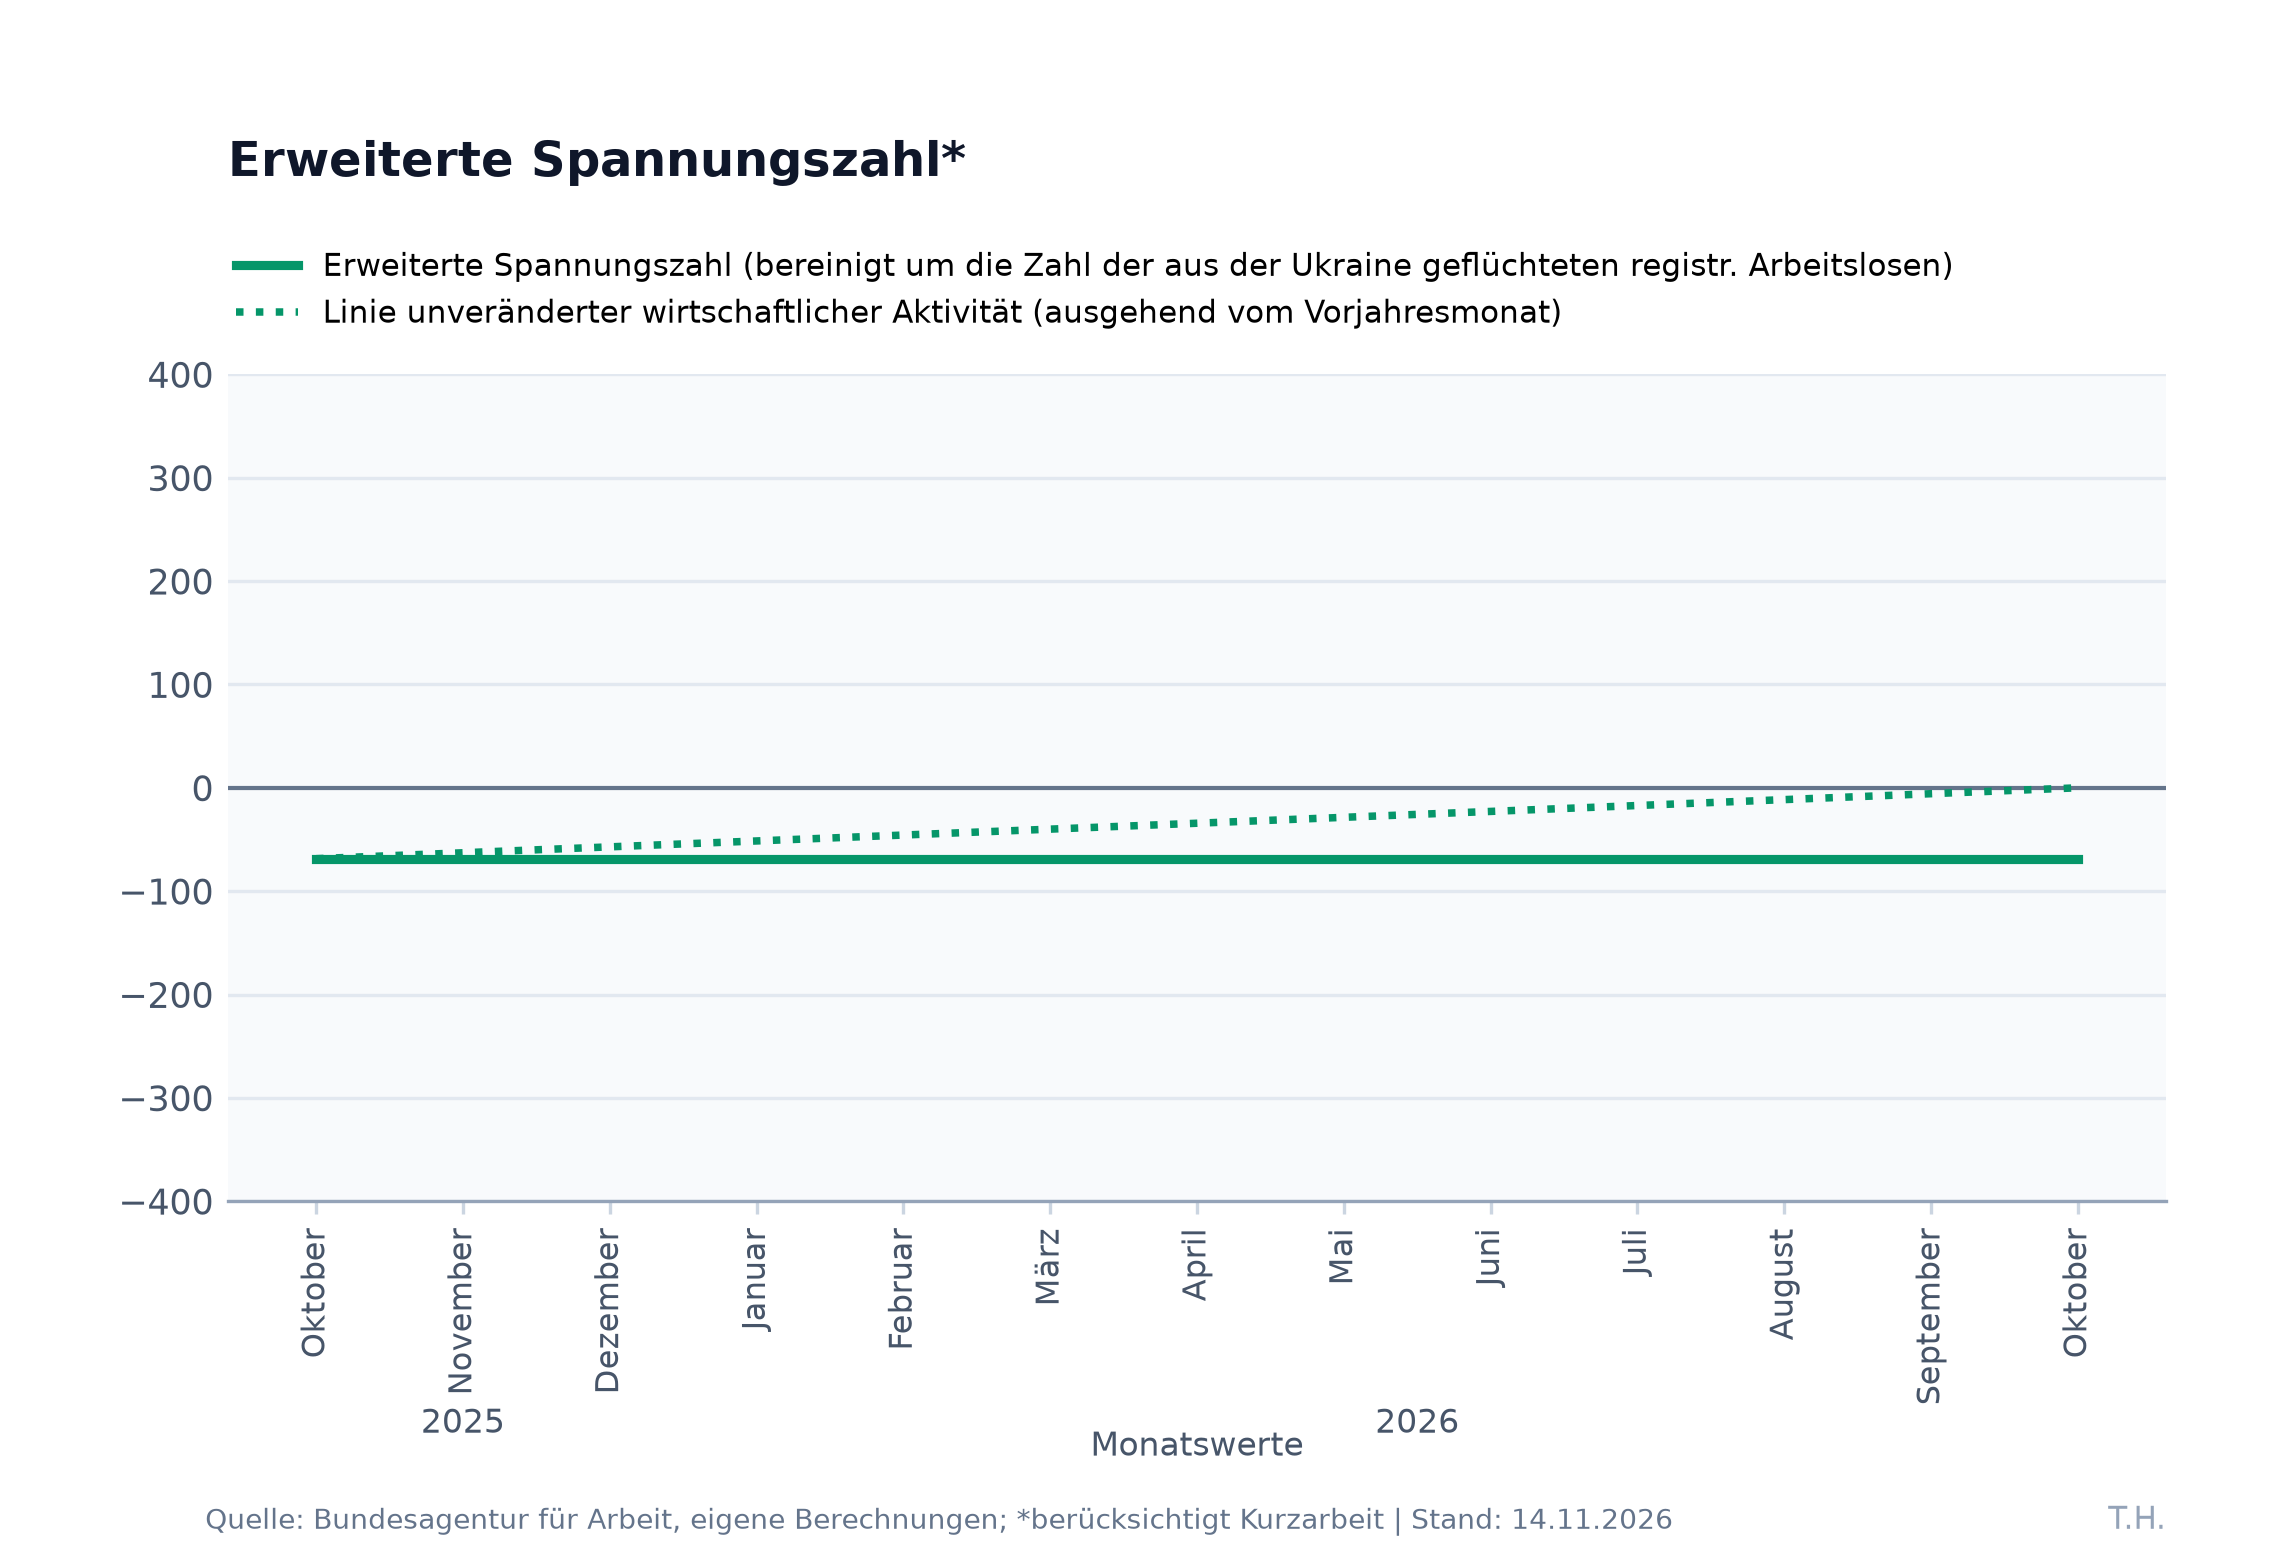 Erweiterte Spannungszahl*
Erweiterte Spannungszahl (bereinigt um die Zahl der aus der Ukraine geflüchteten registr. Arbeitslosen)
Linie unveränderter wirtschaftlicher Aktivität (ausgehend vom Vorjahresmonat)
400
300
200
100
0
−100
−200
−300
−400
Oktober
November
Dezember
Januar
Februar
März
April
Mai
Juni
Juli
August
September
Oktober
2025
2026
Monatswerte
Quelle: Bundesagentur für Arbeit, eigene Berechnungen; *berücksichtigt Kurzarbeit | Stand: 14.11.2026
T.H.